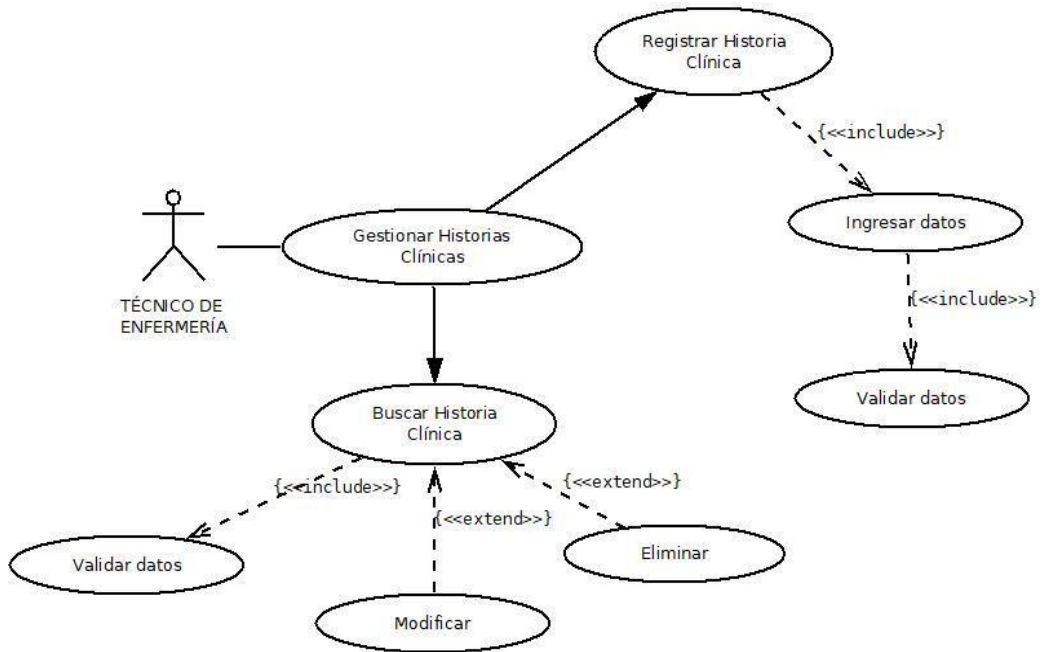 Registrar Historia
Clínica
{<<include>>}
Ingresar datos
{<<include>>}
Validar datos
Gestionar Historias
Clínicas
TÉCNICO DE
ENFERMERÍA
Buscar Historia
Clínica
{<<include>>}
{<<extend>>}
{<<extend>>}
Validar datos
Eliminar
Modificar